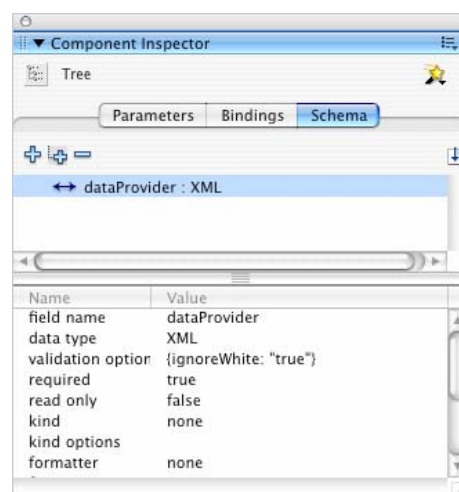 Component Inspector
Tree
Parameters Bindings Schema
dataProvider : XML
Name Value
field name dataProvider
data type XML
validation option {ignoreWhite: "true"}
required true
read only false
kind none
kind options
formatter none